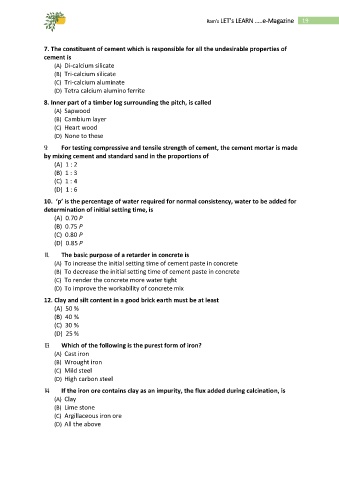 Ram's LET's LEARN .....e-Magazine 19
7. The constituent of cement which is responsible for all the undesirable properties of
cement is
(A) Di-calcium silicate
(B) Tri-calcium silicate
(C) Tri-calcium aluminate
(D) Tetra calcium alumino ferrite
8. Inner part of a timber log surrounding the pitch, is called
(A) Sapwood
(B) Cambium layer
(C) Heart wood
(D) None to these
9. For testing compressive and tensile strength of cement, the cement mortar is made
by mixing cement and standard sand in the proportions of
(A) 1 : 2
(B) 1 : 3
(C) 1 : 4
(D) 1 : 6
10. 'p' is the percentage of water required for normal consistency, water to be added for
determination of initial setting time, is
(A) 0.70 P
(B) 0.75 P
(C) 0.80 P
(D) 0.85 P
11. The basic purpose of a retarder in concrete is
(A) To increase the initial setting time of cement paste in concrete
(B) To decrease the initial setting time of cement paste in concrete
(C) To render the concrete more water tight
(D) To improve the workability of concrete mix
12. Clay and silt content in a good brick earth must be at least
(A) 50 %
(B) 40 %
(C) 30 %
(D) 25 %
13. Which of the following is the purest form of iron?
(A) Cast iron
(B) Wrought iron
(C) Mild steel
(D) High carbon steel
14. If the iron ore contains clay as an impurity, the flux added during calcination, is
(A) Clay
(B) Lime stone
(C) Argillaceous iron ore
(D) All the above